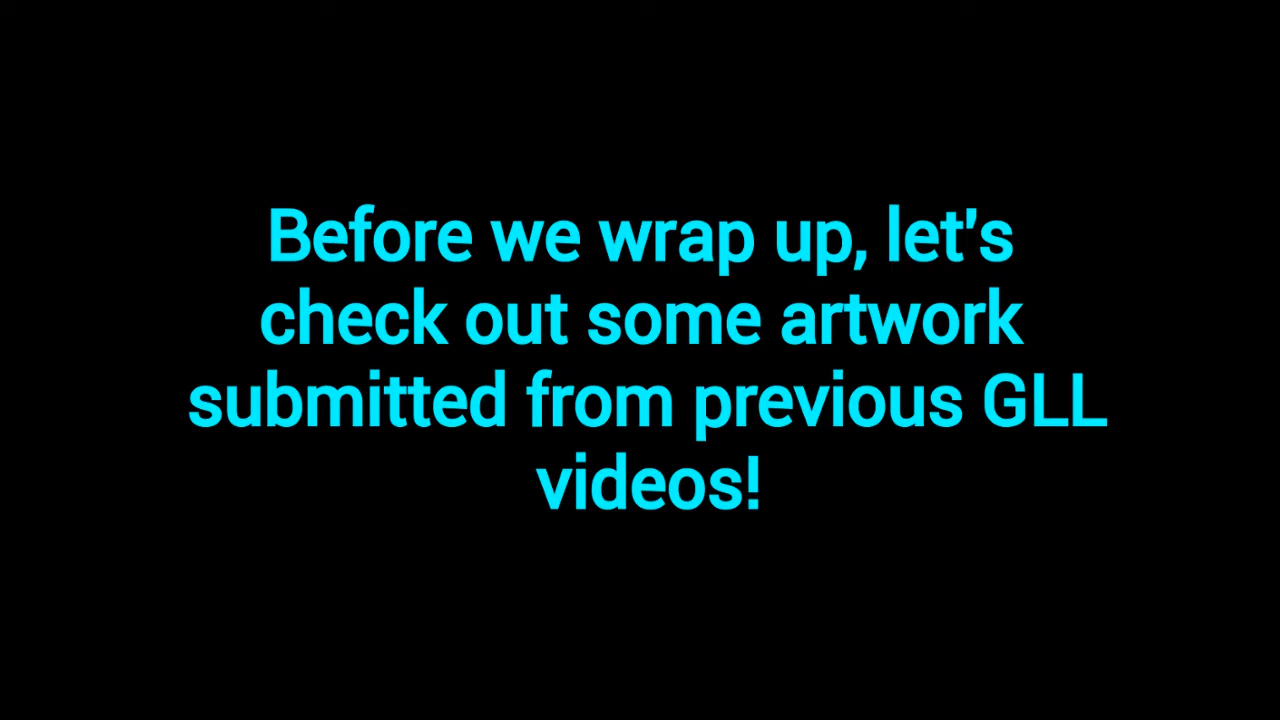 Before we wrap up, let's
check out some artwork
submitted from previous GLL
videos!